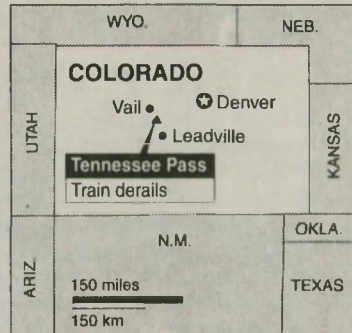 WYO.
NEB.
COLORADO
Vail
Denver
UTAH
KANSAS
Leadville
Tennessee Pass
Train derails
N.M.
OKLA.
ARIZ.
TEXAS
150 miles
150 km